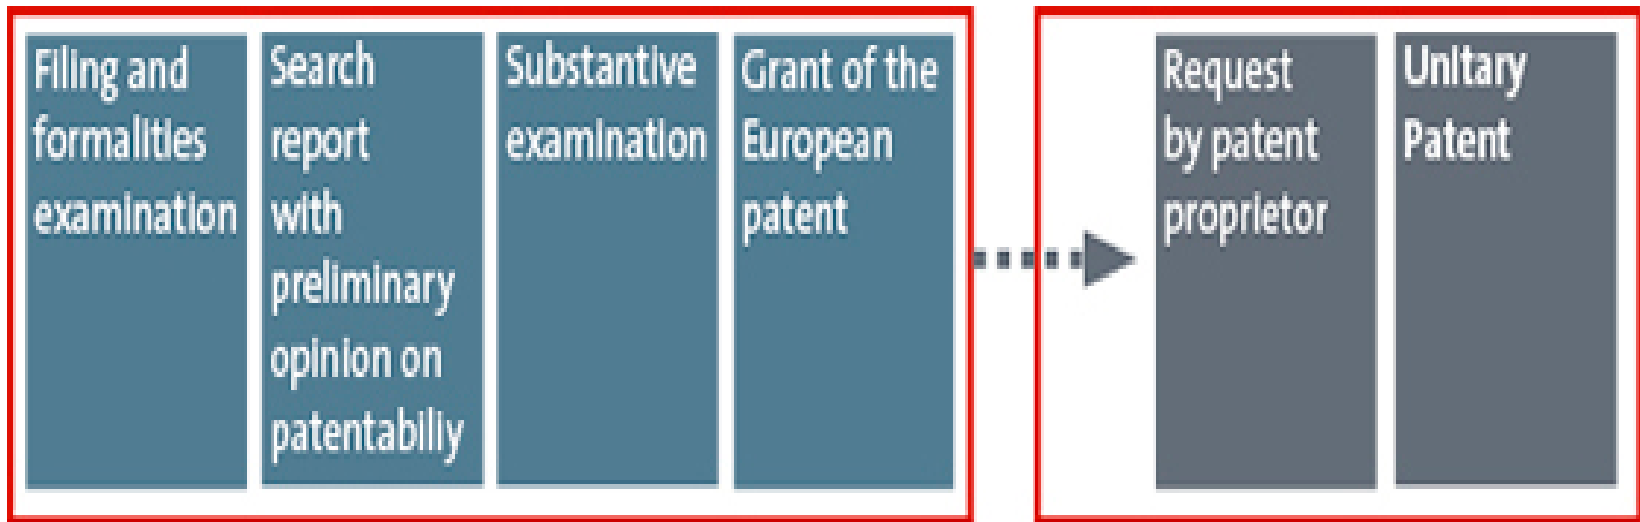 Filing and
formalities
examination
Search
report
with
preliminary
opinion on
patentabiliy
Substantive
examination
Grant of the
European
patent
Request
by patent
proprietor
Unitary
Patent